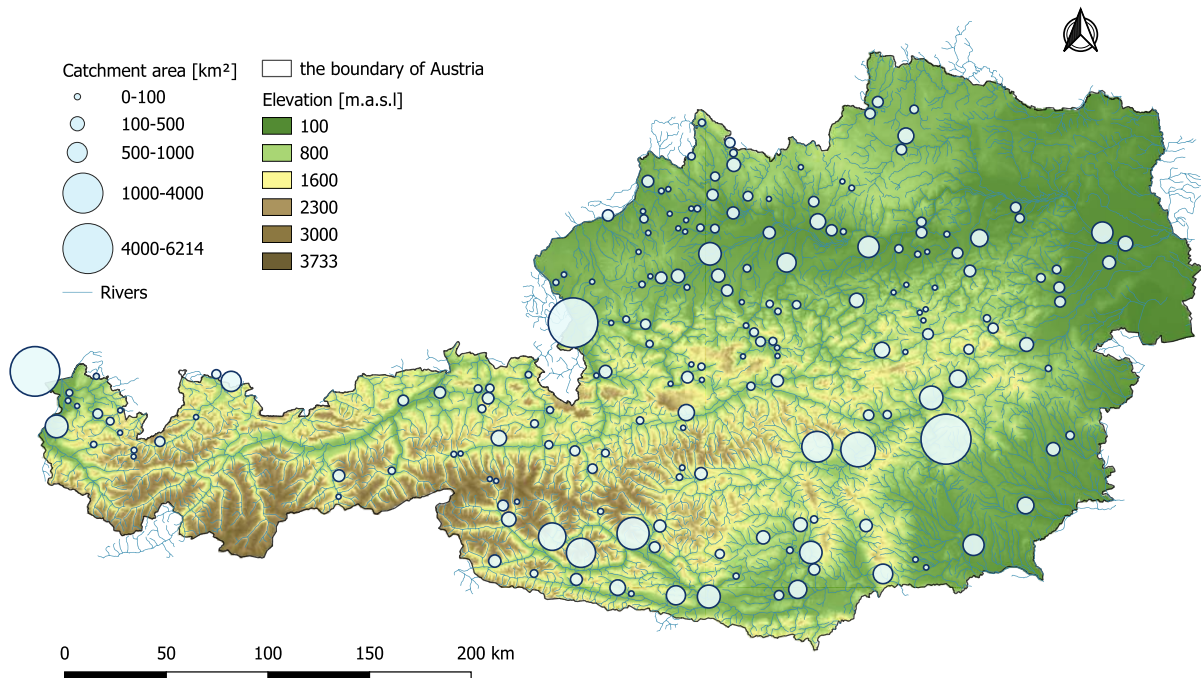 Catchment area [km²]
0-100
100-500
500-1000
1000-4000
4000-6214
Rivers
the boundary of Austria
Elevation [m.a.s.l]
100
800
1600
2300
3000
3733
0 50 100 150 200 km